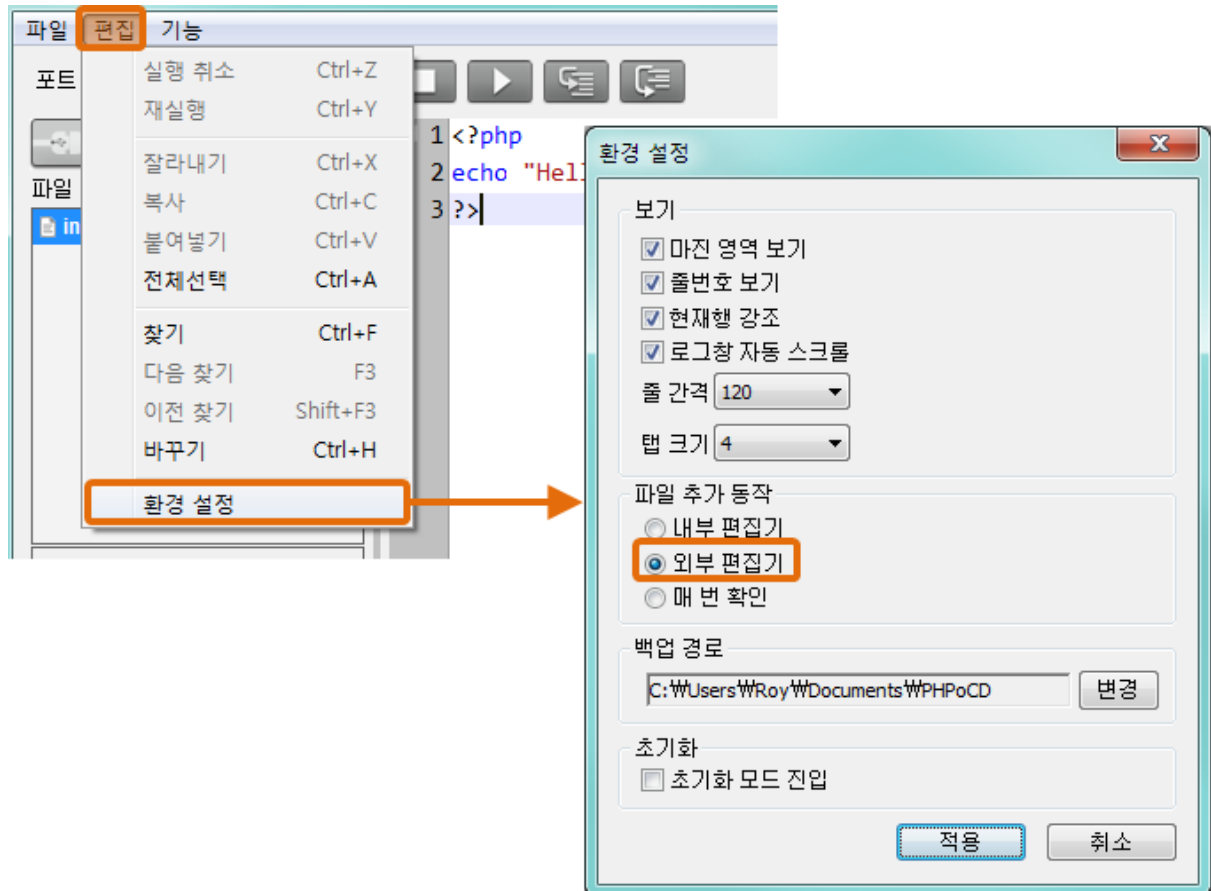 파일 편집 기능
포트
실행 취소 Ctrl+Z
재실행 Ctrl+Y
잘라내기 Ctrl+X
복사 Ctrl+C
붙여넣기 Ctrl+V
전체선택 Ctrl+A
찾기 Ctrl+F
다음 찾기 F3
이전 찾기 Shift+F3
바꾸기 Ctrl+H
환경 설정
파일
in
1 <?php
2 echo "Hell
3 ?>
환경 설정
보기
마진 영역 보기
줄번호 보기
현재행 강조
로그창 자동 스크롤
줄 간격 120
탭 크기 4
파일 추가 동작
내부 편집기
외부 편집기
매 번 확인
백업 경로
C:₩Users₩Roy₩Documents₩PHPoCD 변경
초기화
초기화 모드 진입
적용 취소